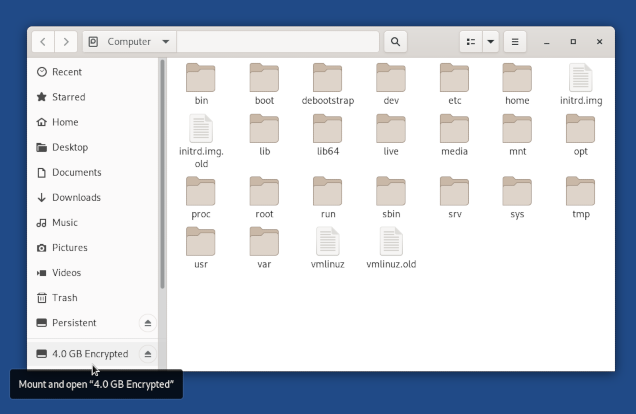 Computer
Recent
Starred
Home
Desktop
Documents
Downloads
Music
Pictures
Videos
Trash
Persistent
4.0 GB Encrypted
Mount and open “4.0 GB Encrypted”
bin boot debootstrap dev etc home initrd.img
initrd.img.
old
lib lib64 live media mnt opt
proc root run sbin srv sys tmp
usr var vmlinuz vmlinuz.old